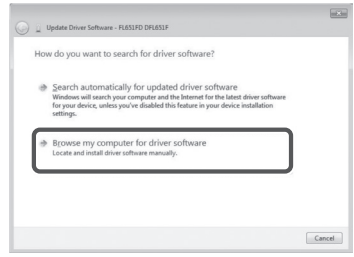 Update Driver Software - FL651FD DFL651F
How do you want to search for driver software?
Search automatically for updated driver software
Windows will search your computer and the Internet for the latest driver software
for your device, unless you've disabled this feature in your device installation
settings.
Browse my computer for driver software
Locate and install driver software manually.
Cancel